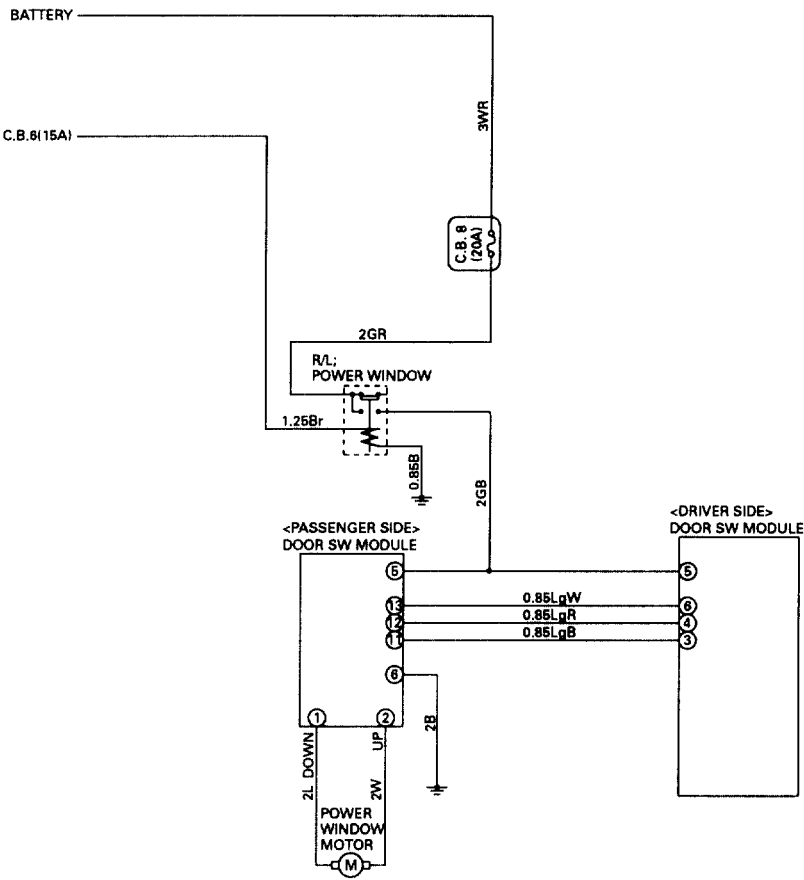 BATTERY
3WR
C.B.6(15A)
C.B. 8
(20A)
2GR
R/L;
POWER WINDOW
1.25Br
0.85B
2GB
<PASSENGER SIDE>
DOOR SW MODULE
<DRIVER SIDE>
DOOR SW MODULE
5
5
13
0.85LgW
6
12
0.85LgR
4
11
0.85LgB
3
6
2B
1
2
DOWN
UP
2L
2W
POWER
WINDOW
MOTOR
M